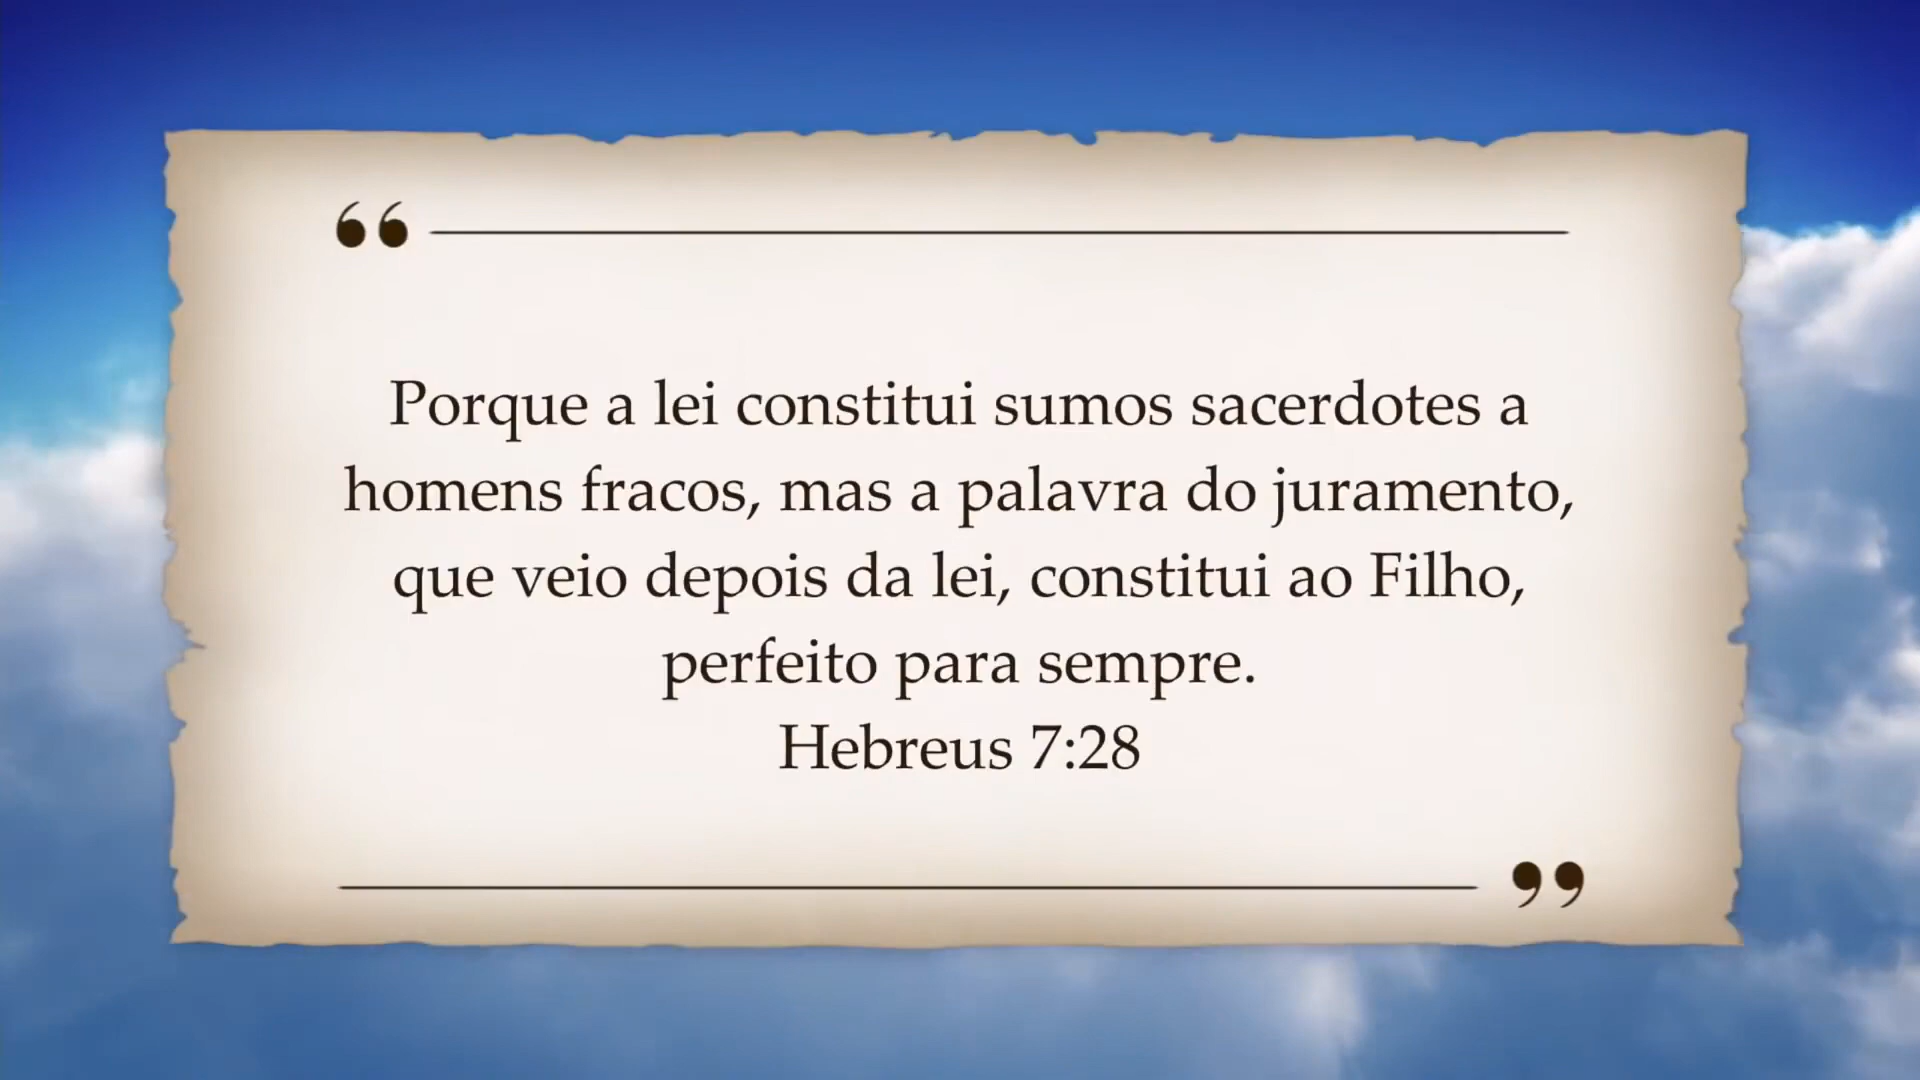 “
Porque a lei constitui sumos sacerdotes a
homens fracos, mas a palavra do juramento,
que veio depois da lei, constitui ao Filho,
perfeito para sempre.
Hebreus 7:28
”